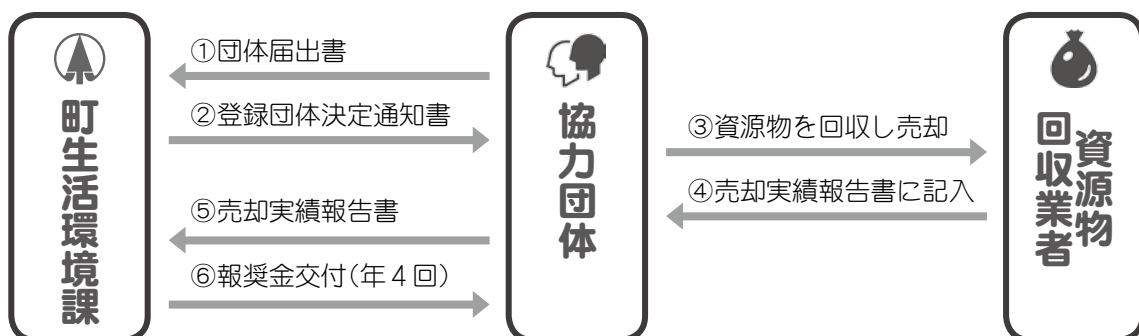 町生活環境課
①団体届出書
②登録団体決定通知書
⑤売却実績報告書
⑥報奨金交付(年4回)
協力団体
③資源物を回収し売却
④売却実績報告書に記入
資源物
回収業者